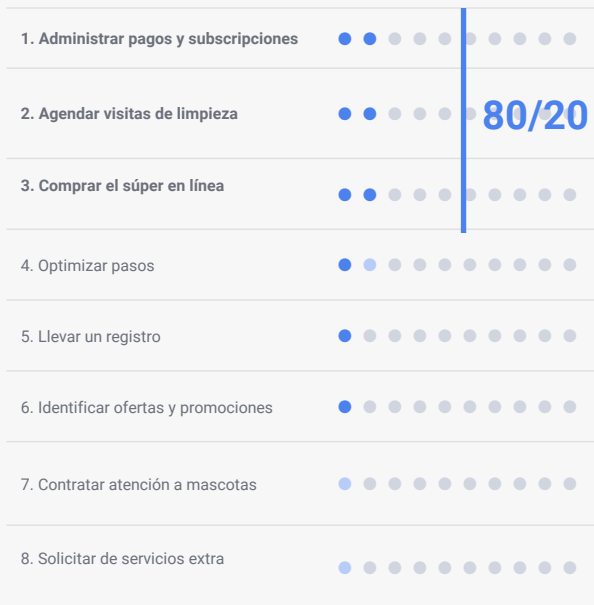 1. Administrar pagos y subscripciones
2. Agendar visitas de limpieza
80/20
3. Comprar el súper en línea
4. Optimizar pasos
5. Llevar un registro
6. Identificar ofertas y promociones
7. Contratar atención a mascotas
8. Solicitar de servicios extra